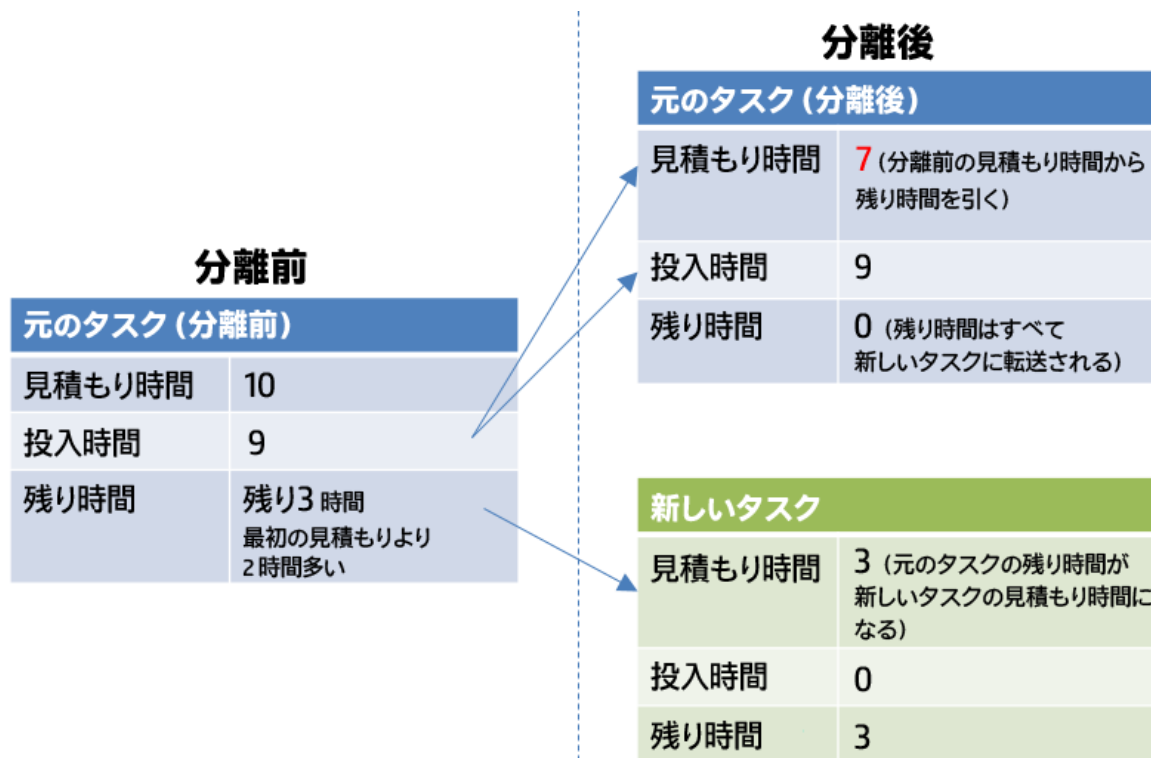 分離前
元のタスク (分離前)
見積もり時間 10
投入時間 9
残り時間 残り3 時間
最初の見積もりより
2時間多い
分離後
元のタスク (分離後)
見積もり時間 7 (分離前の見積もり時間から
残り時間を引く)
投入時間 9
残り時間 0 (残り時間はすべて
新しいタスクに転送される)
新しいタスク
見積もり時間 3 (元のタスクの残り時間が
新しいタスクの見積もり時間に
なる)
投入時間 0
残り時間 3